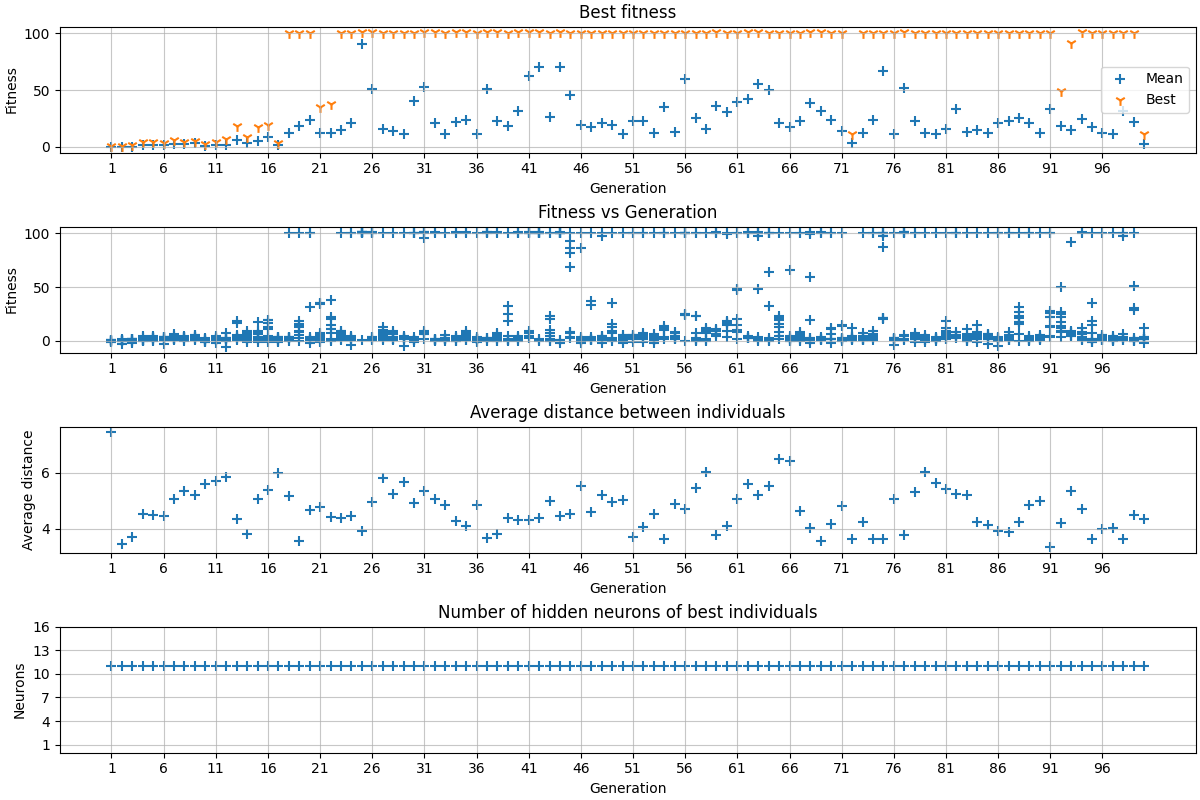 Best fitness
Fitness
100
50
0
1 6 11 16 21 26 31 36 41 46 51 56 61 66 71 76 81 86 91 96
Generation
Mean
Best
Fitness vs Generation
Fitness
100
50
0
1 6 11 16 21 26 31 36 41 46 51 56 61 66 71 76 81 86 91 96
Generation
Average distance between individuals
Average distance
6
4
1 6 11 16 21 26 31 36 41 46 51 56 61 66 71 76 81 86 91 96
Generation
Number of hidden neurons of best individuals
Neurons
16
13
10
7
4
1
1 6 11 16 21 26 31 36 41 46 51 56 61 66 71 76 81 86 91 96
Generation